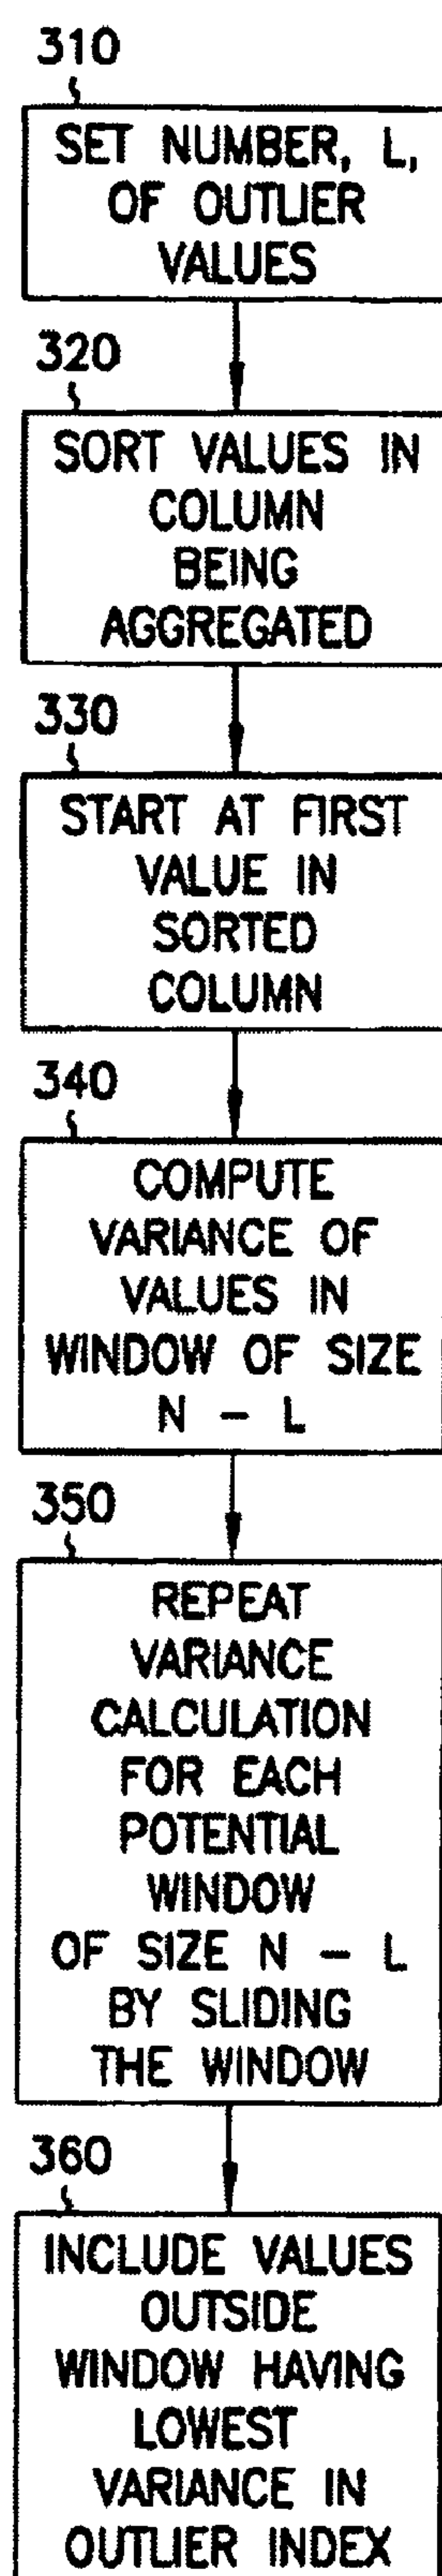 310
SET NUMBER, L,
OF OUTLIER
VALUES
320
SORT VALUES IN
COLUMN
BEING
AGGREGATED
330
START AT FIRST
VALUE IN
SORTED
COLUMN
340
COMPUTE
VARIANCE OF
VALUES IN
WINDOW OF SIZE
N - L
350
REPEAT
VARIANCE
CALCULATION
FOR EACH
POTENTIAL
WINDOW
OF SIZE N - L
BY SLIDING
THE WINDOW
360
INCLUDE VALUES
OUTSIDE
WINDOW HAVING
LOWEST
VARIANCE IN
OUTLIER INDEX